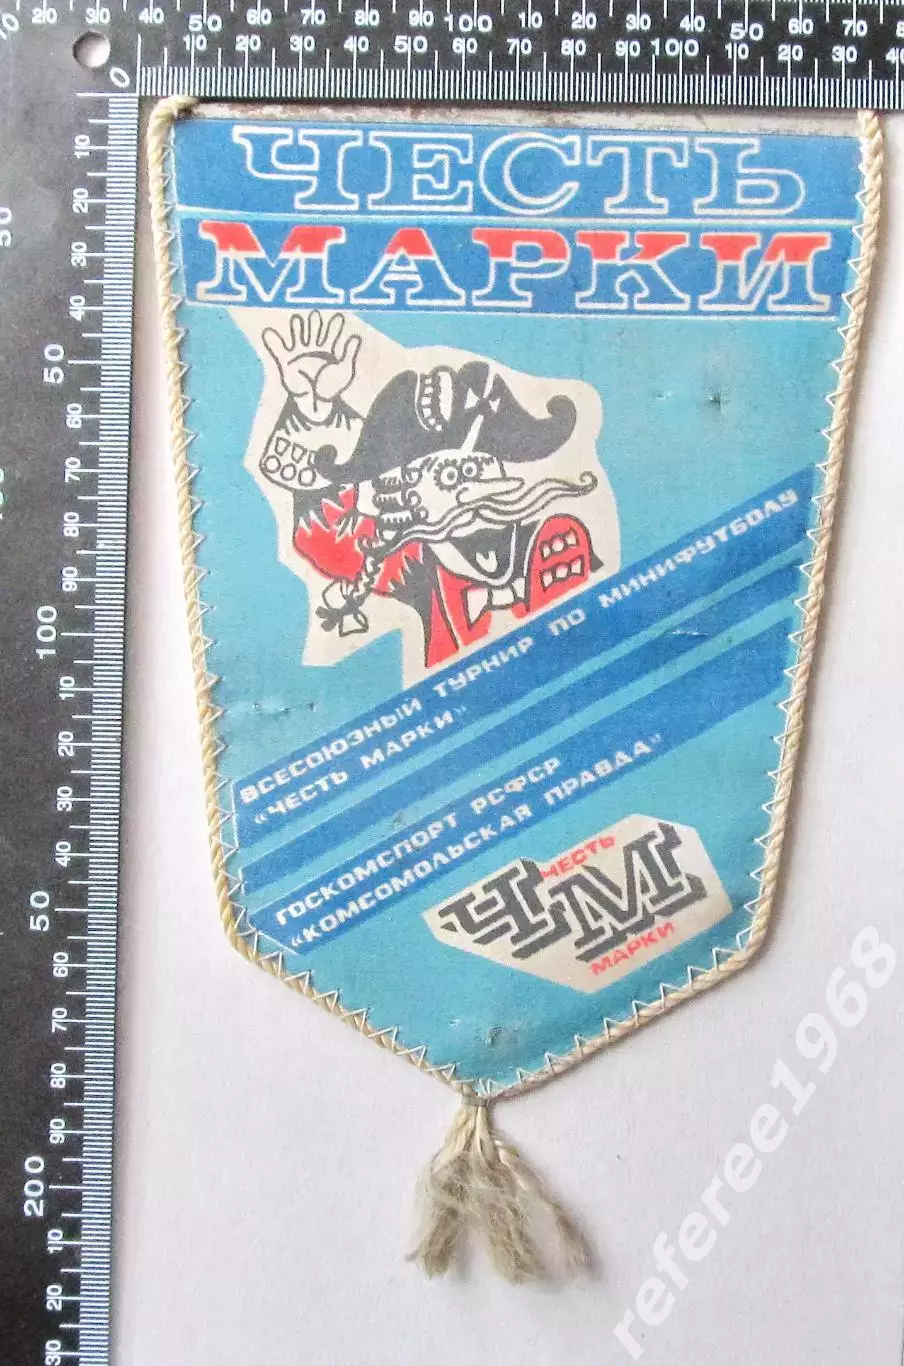 ЧЕСТЬ
МАРКИ
ВСЕСОЮЗНЫЙ ТУРНИР ПО МИНИФУТБОЛУ
«ЧЕСТЬ МАРКИ»
ГОСКОМСПОРТ РСФСР
«КОМСОМОЛЬСКАЯ ПРАВДА»
ЧЕСТЬ
ЧМ
МАРКИ
referee1968